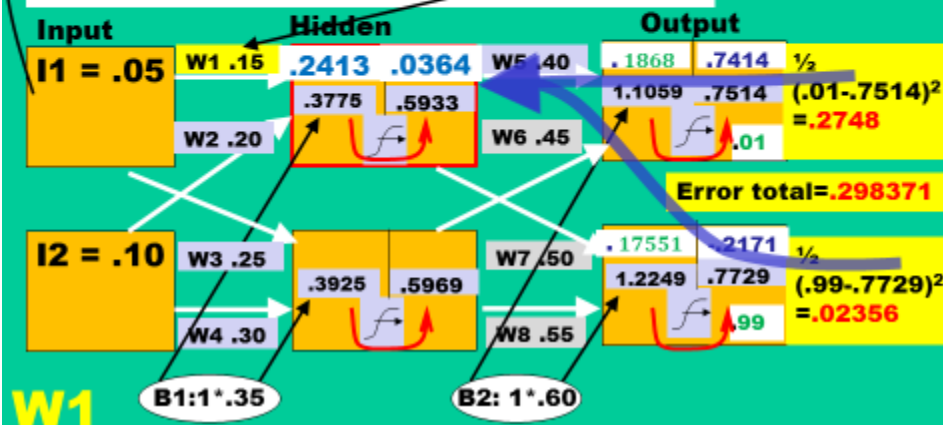 Input
Hidden
Output
I1 = .05
W1 .15
.2413 .0364
W5 .40
.1868 .7414
½
(.01-.7514)²
=.2748
.3775 .5933
1.1059 .7514
W2 .20
W6 .45
.01
Error total=.298371
I2 = .10
W3 .25
W7 .50
.17551 -.2171
½
(.99-.7729)²
=.02356
.3925 .5969
1.2249 .7729
W4 .30
W8 .55
.99
B1:1*.35
B2: 1*.60
W1